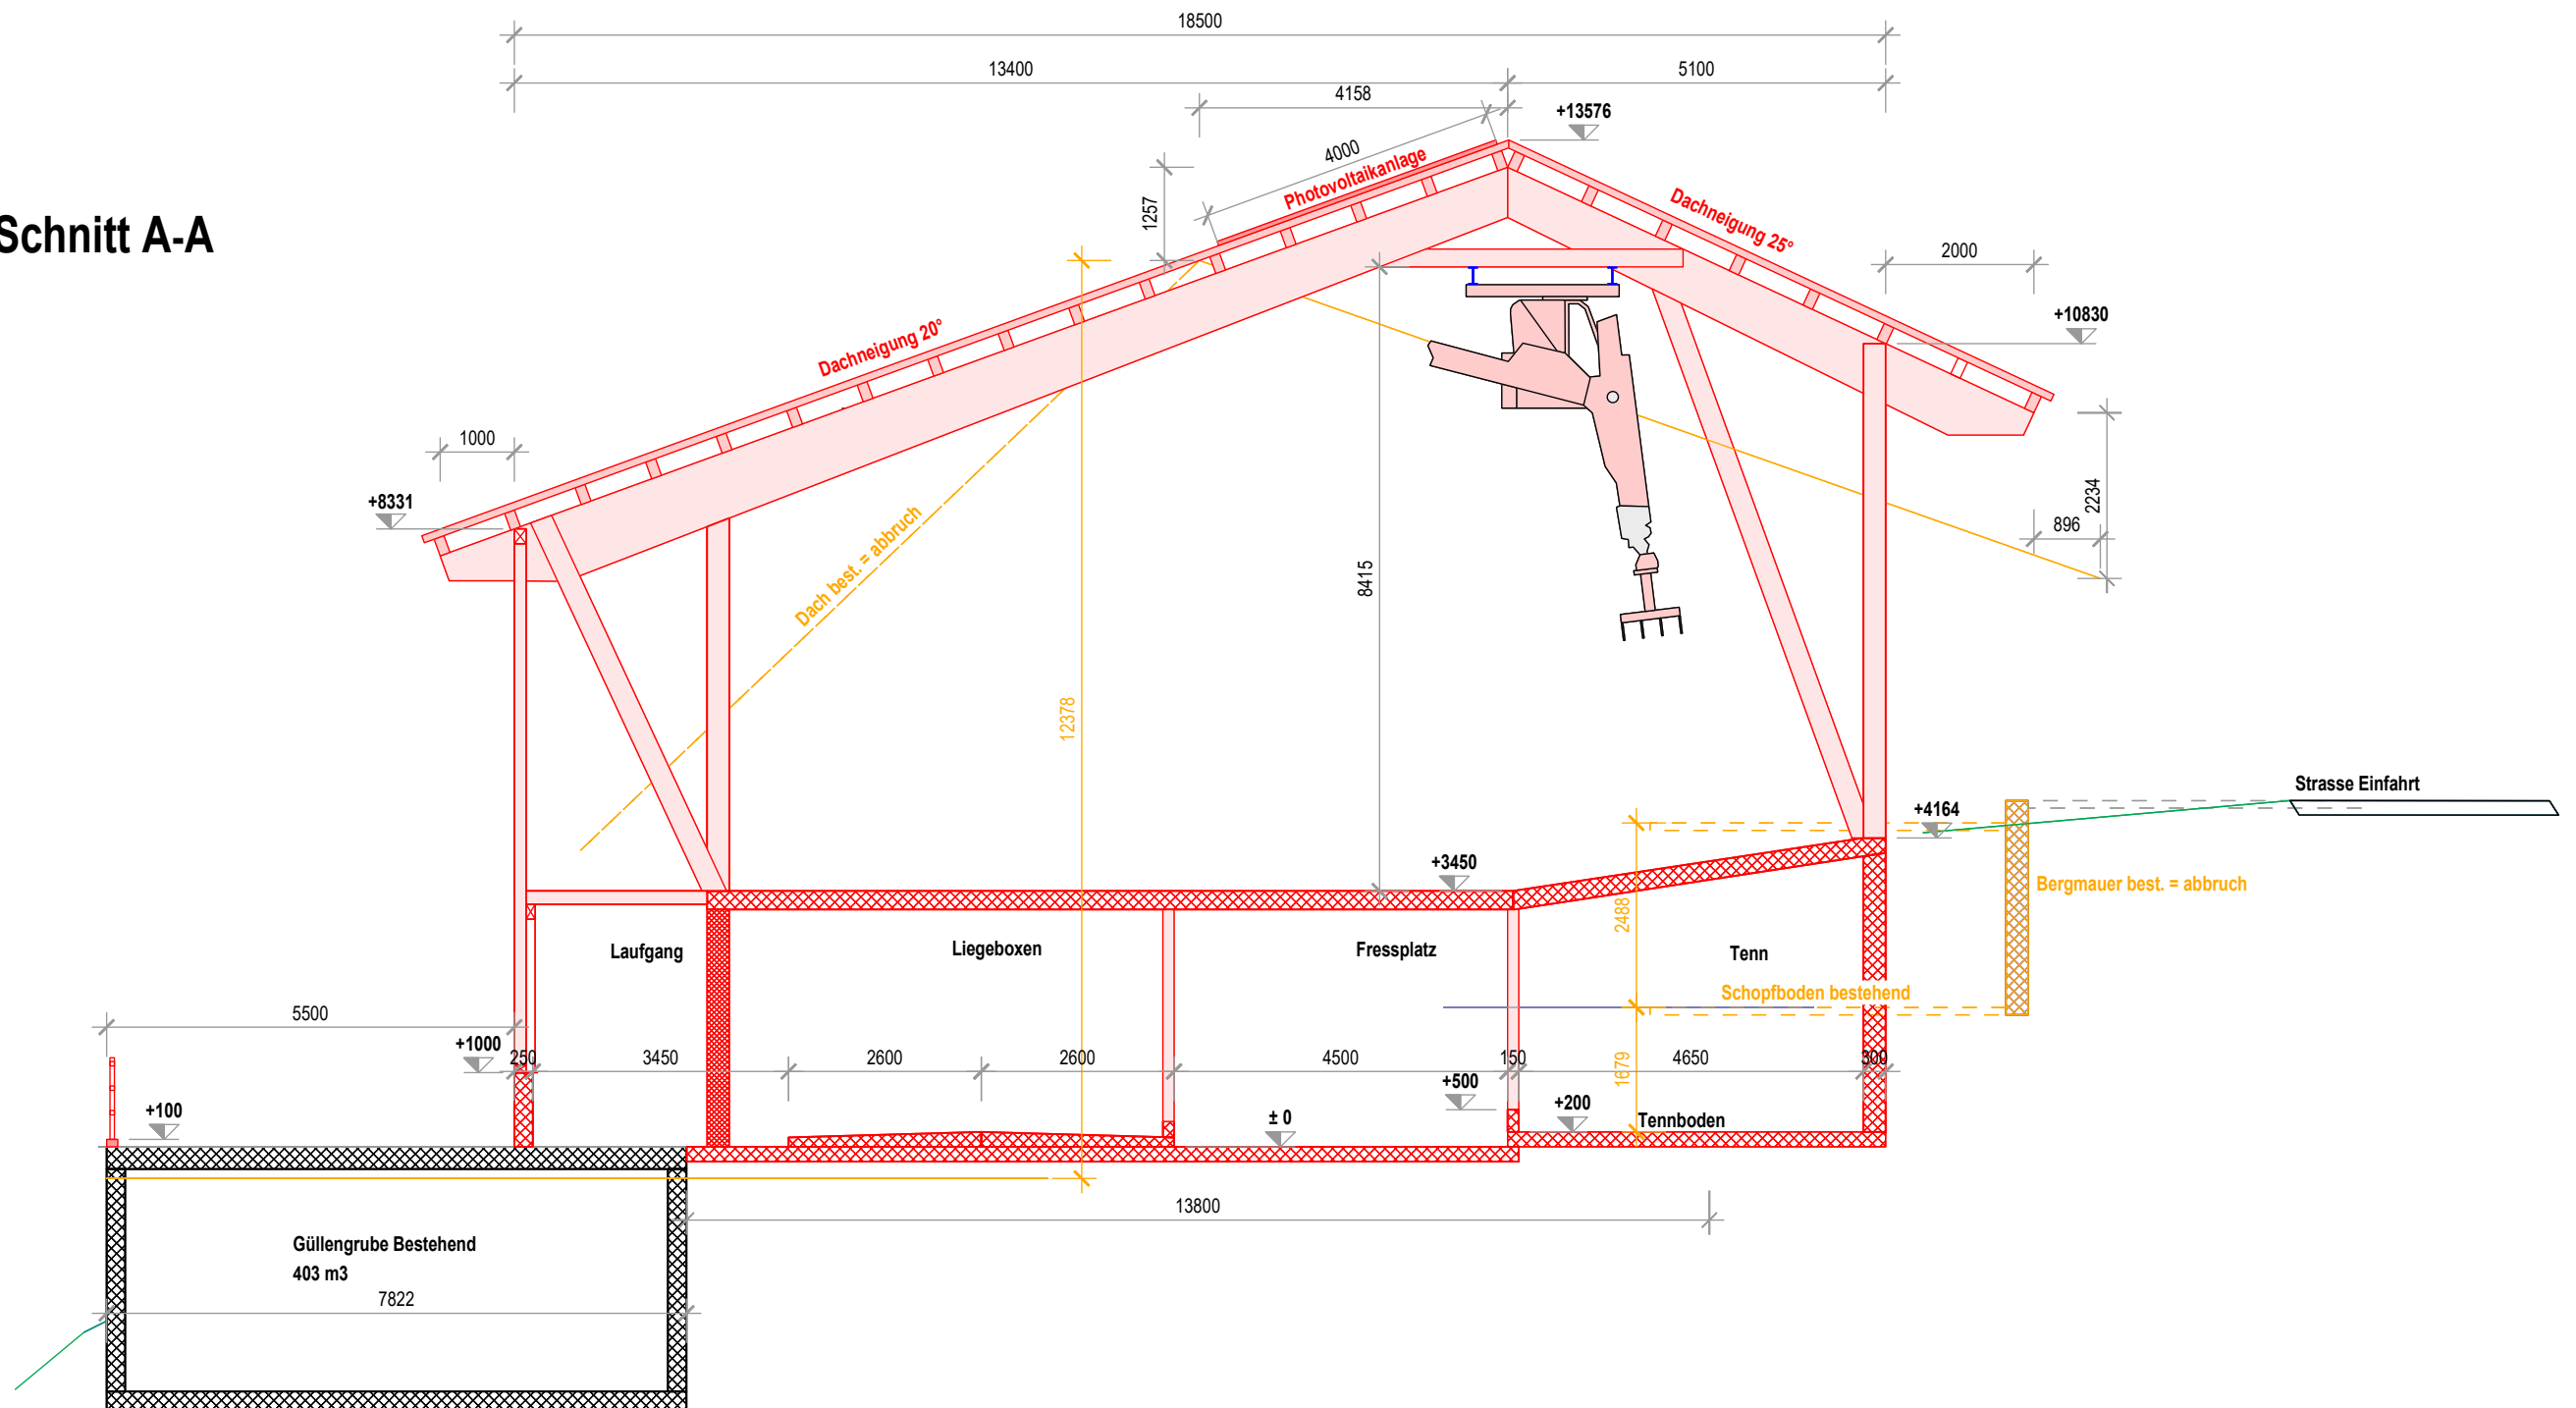 18500
13400
5100
4158
+13576
4000
Photovoltaikanlage
1257
Dachneigung 25°
Schnitt A-A
2000
+10830
Dachneigung 20°
1000
+8331
2234
896
Dach best. = abbruch
8415
12378
Strasse Einfahrt
+4164
+3450
Bergmauer best. = abbruch
2488
Laufgang
Liegeboxen
Fressplatz
Tenn
Schopfboden bestehend
5500
+1000
250
3450
2600
2600
4500
150
1679
4650
300
+500
+100
± 0
+200
Tennboden
13800
Güllengrube Bestehend
403 m3
7822